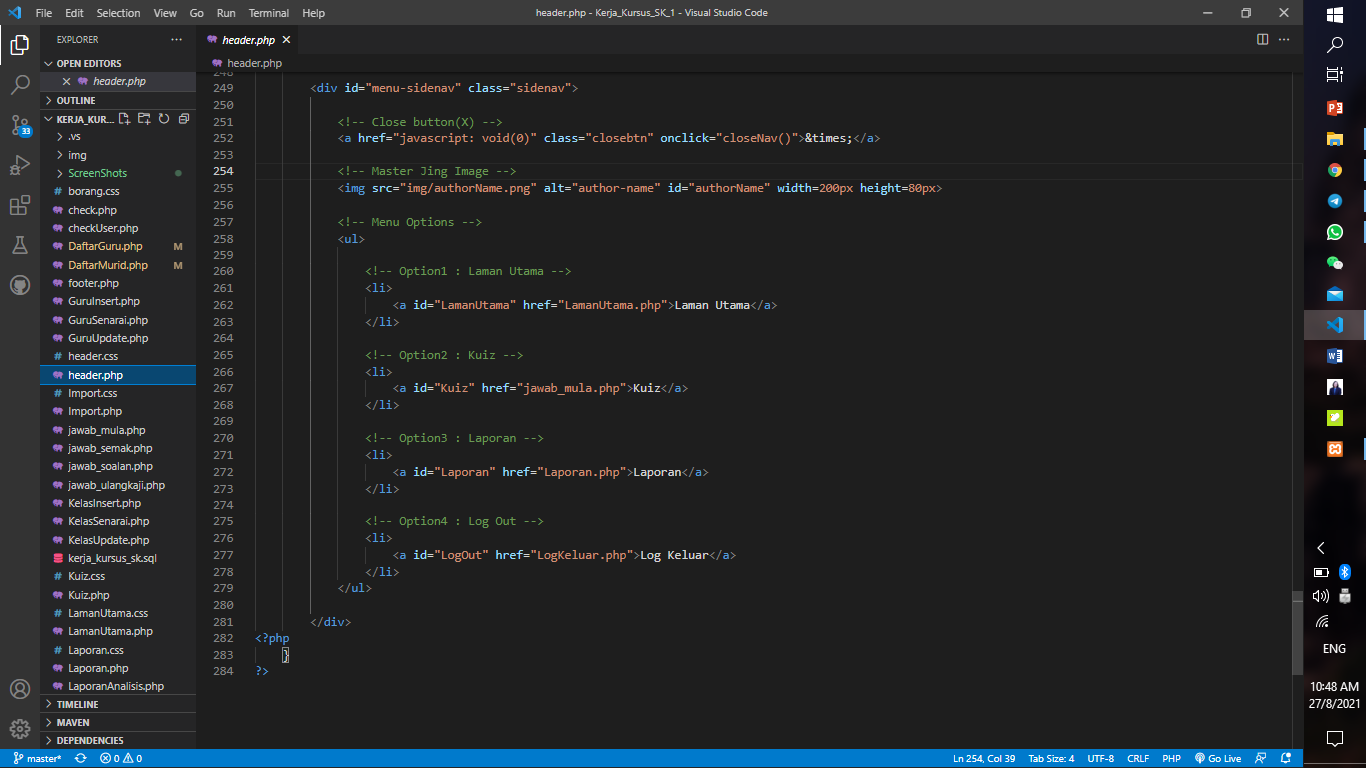 File Edit Selection View Go Run Terminal Help
header.php - Kerja_Kursus_SK_1 - Visual Studio Code
EXPLORER
OPEN EDITORS
header.php
OUTLINE
KERJA_KUR...
.vs
img
ScreenShots
borang.css
check.php
checkUser.php
DaftarGuru.php M
DaftarMurid.php M
footer.php
GuruInsert.php
GuruSenarai.php
GuruUpdate.php
header.css
header.php
Import.css
Import.php
jawab_mula.php
jawab_semak.php
jawab_soalan.php
jawab_ulangkaji.php
KelasInsert.php
KelasSenarai.php
KelasUpdate.php
kerja_kursus_sk.sql
Kuiz.css
Kuiz.php
LamanUtama.css
LamanUtama.php
Laporan.css
Laporan.php
LaporanAnalisis.php
TIMELINE
MAVEN
DEPENDENCIES
33
header.php
header.php
248
249 <div id="menu-sidenav" class="sidenav">
250
251 <!-- Close button(X) -->
252 <a href="javascript: void(0)" class="closebtn" onclick="closeNav()">&times;</a>
253
254 <!-- Master Jing Image -->
255 <img src="img/authorName.png" alt="author-name" id="authorName" width=200px height=80px>
256
257 <!-- Menu Options -->
258 <ul>
259
260 <!-- Option1 : Laman Utama -->
261 <li>
262 <a id="LamanUtama" href="LamanUtama.php">Laman Utama</a>
263 </li>
264
265 <!-- Option2 : Kuiz -->
266 <li>
267 <a id="Kuiz" href="jawab_mula.php">Kuiz</a>
268 </li>
269
270 <!-- Option3 : Laporan -->
271 <li>
272 <a id="Laporan" href="Laporan.php">Laporan</a>
273 </li>
274
275 <!-- Option4 : Log Out -->
276 <li>
277 <a id="LogOut" href="LogKeluar.php">Log Keluar</a>
278 </li>
279 </ul>
280
281 </div>
282 <?php
283 }
284 ?>
master* 0 0
Ln 254, Col 39 Tab Size: 4 UTF-8 CRLF PHP Go Live
ENG
10:48 AM
27/8/2021